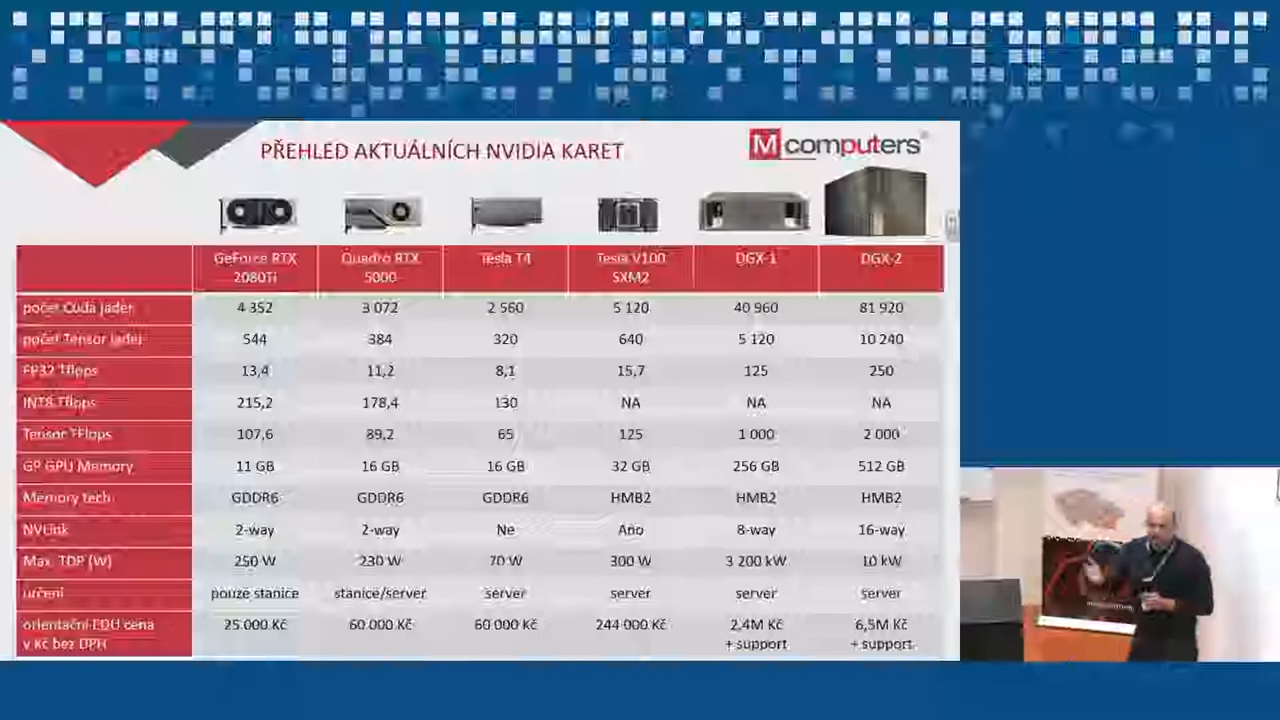 PŘEHLED AKTUÁLNÍCH NVIDIA KARET
M computers®
GeForce RTX 2080Ti Quadro RTX 5000 Tesla T4 Tesla V100 SXM2 DGX-1 DGX-2
počet Cuda jader 4 352 3 072 2 560 5 120 40 960 81 920
počet Tensor jader 544 384 320 640 5 120 10 240
FP32 Tflops 13,4 11,2 8,1 15,7 125 250
INT8 Tflops 215,2 178,4 130 NA NA NA
Tensor TFlops 107,6 89,2 65 125 1 000 2 000
GP GPU Memory 11 GB 16 GB 16 GB 32 GB 256 GB 512 GB
Memory tech GDDR6 GDDR6 GDDR6 HMB2 HMB2 HMB2
NVLink 2-way 2-way Ne Ano 8-way 16-way
Max. TDP (W) 250 W 230 W 70 W 300 W 3 200 kW 10 kW
určení pouze stanice stanice/server server server server server
orientační EDU cena v Kč bez DPH 25 000 Kč 60 000 Kč 60 000 Kč 244 000 Kč 2,4M Kč + support 6,5M Kč + support